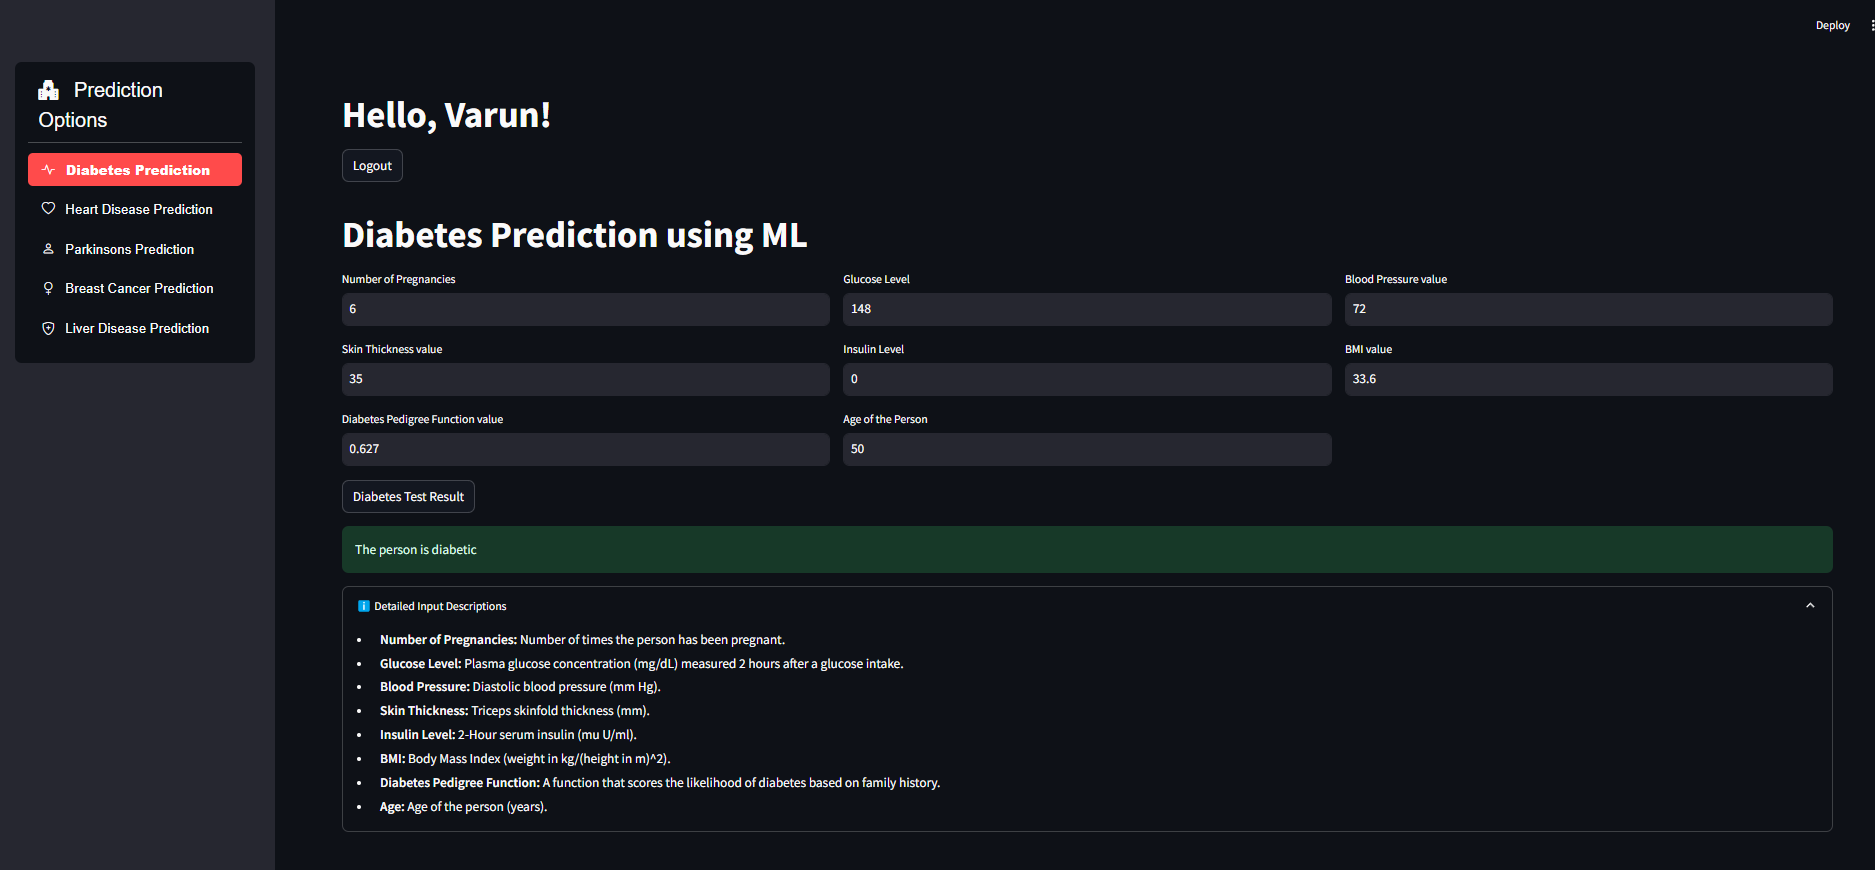 Deploy
Prediction
Options
Diabetes Prediction
Heart Disease Prediction
Parkinsons Prediction
Breast Cancer Prediction
Liver Disease Prediction
Hello, Varun!
Logout
Diabetes Prediction using ML
Number of Pregnancies
6
Glucose Level
148
Blood Pressure value
72
Skin Thickness value
35
Insulin Level
0
BMI value
33.6
Diabetes Pedigree Function value
0.627
Age of the Person
50
Diabetes Test Result
The person is diabetic
Detailed Input Descriptions
• Number of Pregnancies: Number of times the person has been pregnant.
• Glucose Level: Plasma glucose concentration (mg/dL) measured 2 hours after a glucose intake.
• Blood Pressure: Diastolic blood pressure (mm Hg).
• Skin Thickness: Triceps skinfold thickness (mm).
• Insulin Level: 2-Hour serum insulin (mu U/ml).
• BMI: Body Mass Index (weight in kg/(height in m)^2).
• Diabetes Pedigree Function: A function that scores the likelihood of diabetes based on family history.
• Age: Age of the person (years).